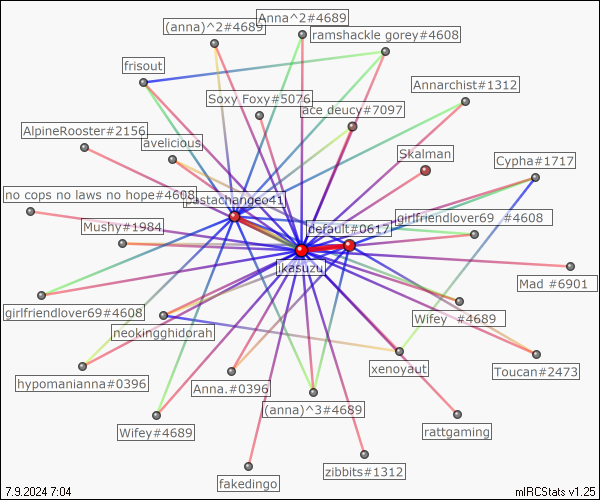 (anna)^2#4689
Anna^2#4689
ramshackle gorey#4608
frisout
Annarchist#1312
Soxy Foxy#5076
ace deucy#7097
AlpineRooster#2156
avelicious
Skalman
Cypha#1717
no cops no laws no hope#4608
pastachangeo41
girlfriendlover69 #4608
Mushy#1984
default#0617
jkasuzu
Mad #6901
girlfriendlover69#4608
Wifey #4689
neokingghidorah
xenoyaut
Toucan#2473
hypomanianna#0396
Anna.#0396
(anna)^3#4689
Wifey#4689
rattgaming
zibbits#1312
fakedingo
7.9.2024 7:04
mIRCStats v1.25